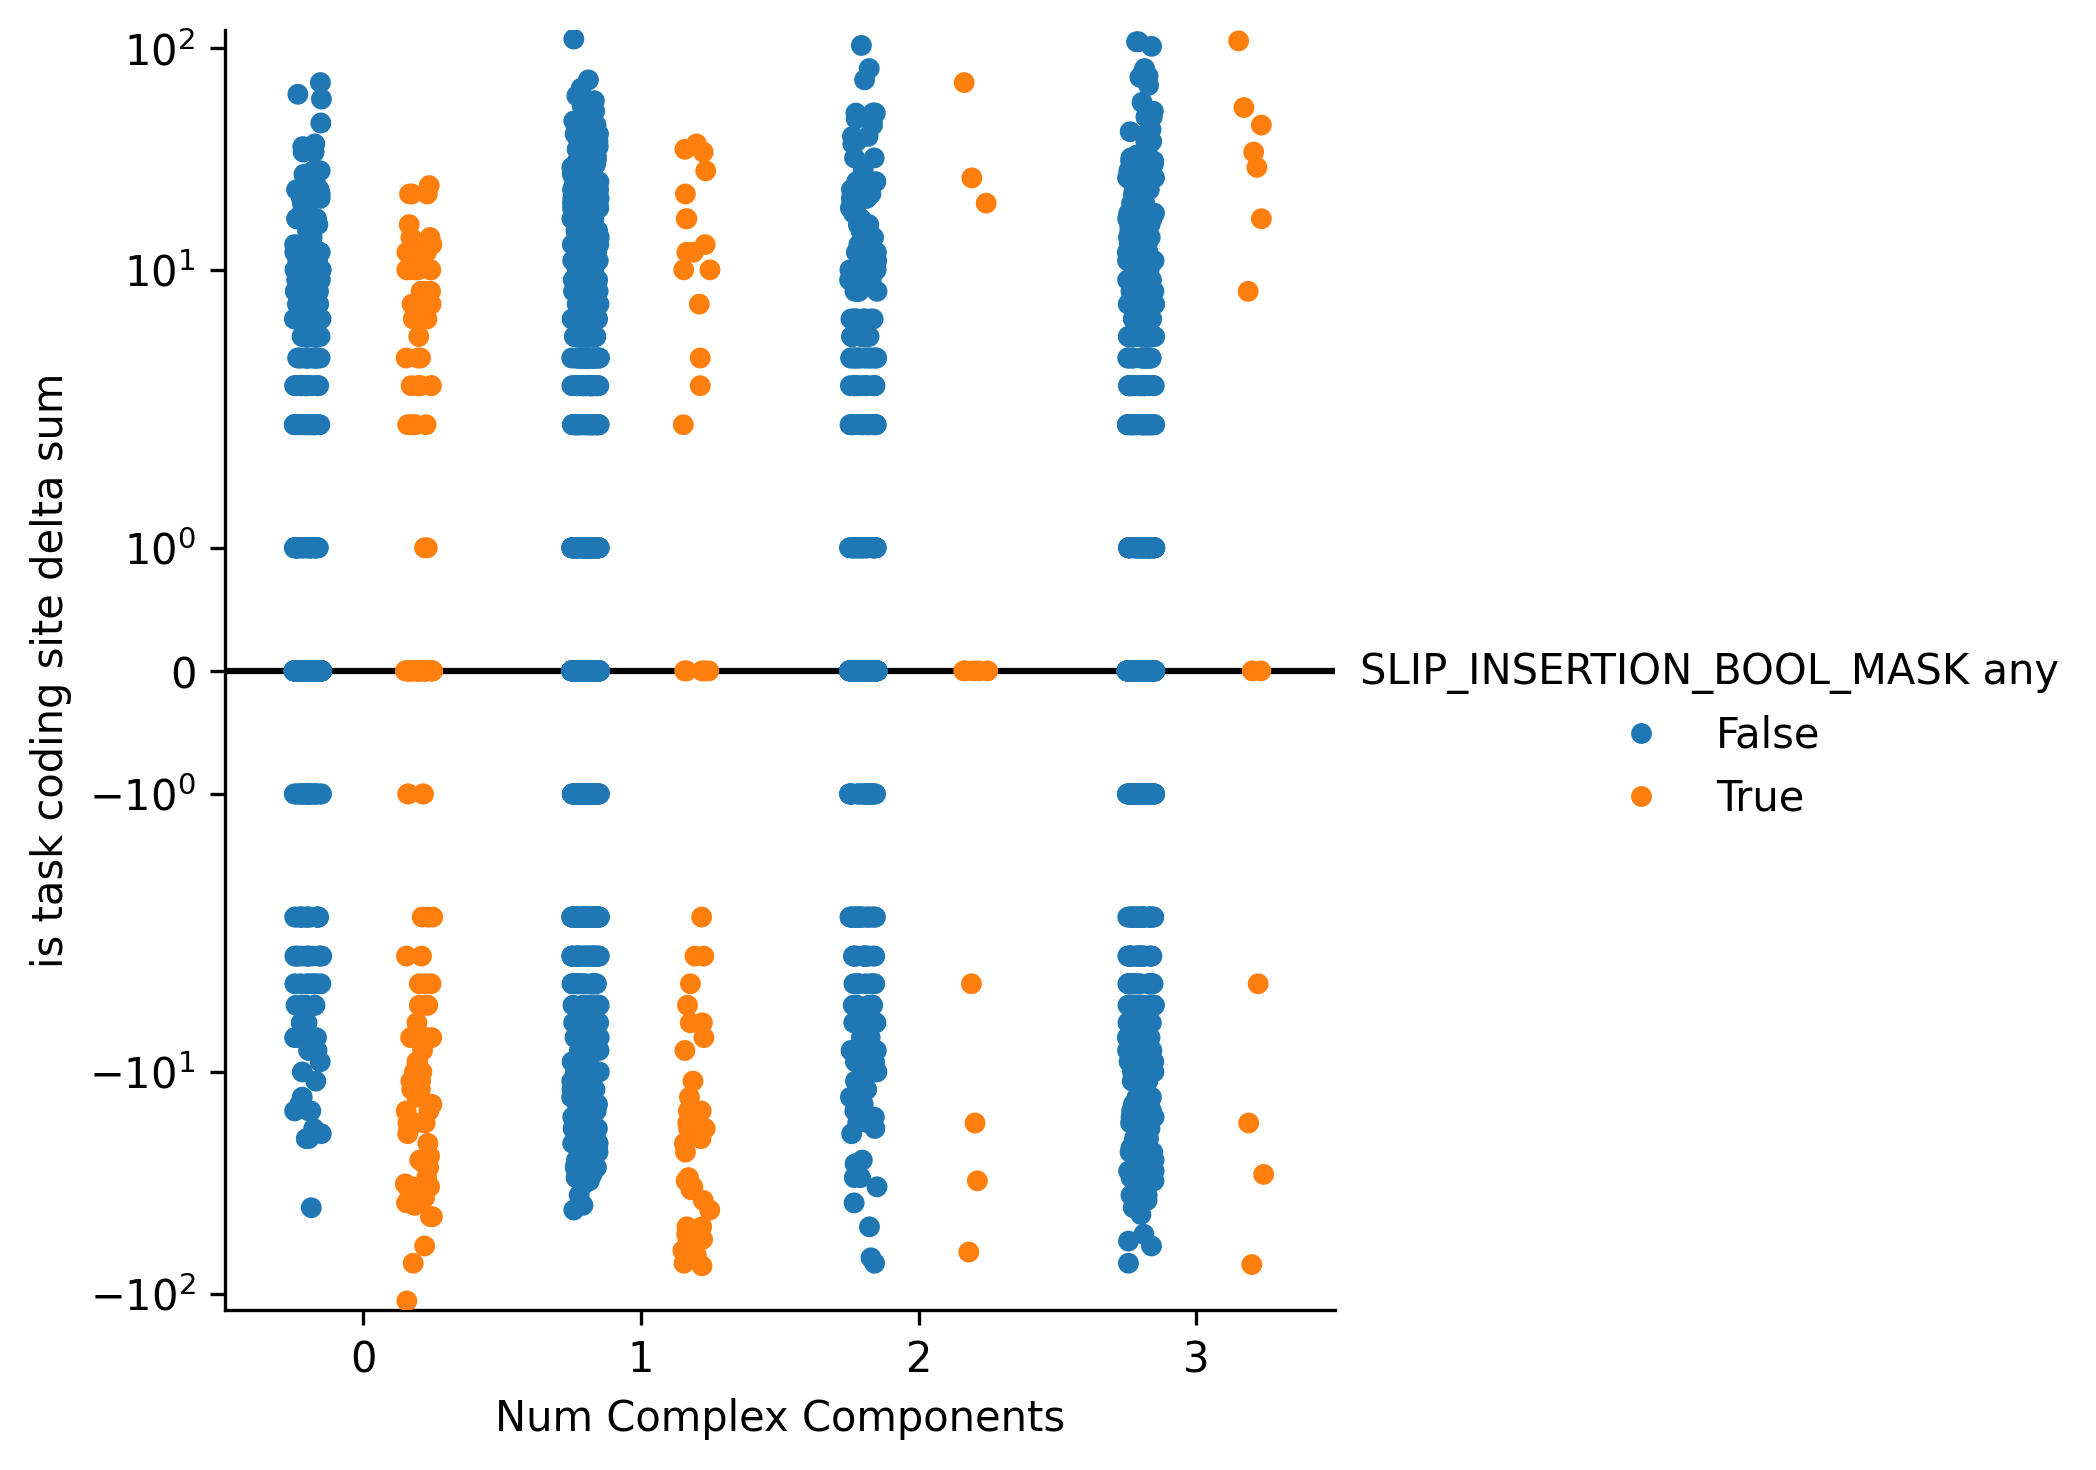 10²
10¹
10⁰
0
−10⁰
−10¹
−10²
is task coding site delta sum
0 1 2 3
Num Complex Components
SLIP_INSERTION_BOOL_MASK any
False
True